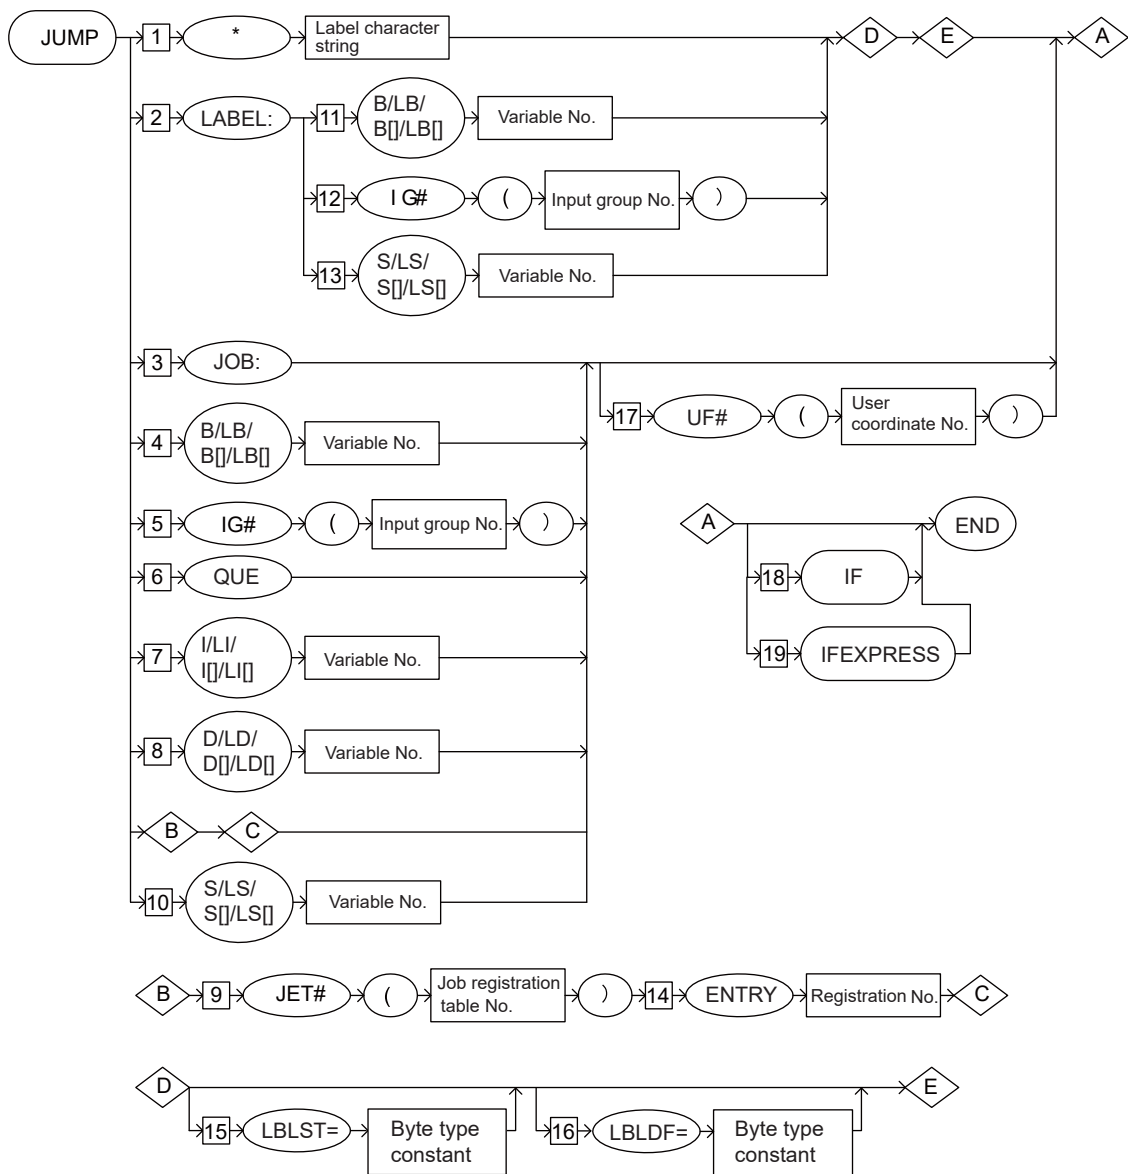 JUMP
1
*
Label character
string
D
E
A
2
LABEL:
11
B/LB/
B[]/LB[]
Variable No.
12
I G#
(
Input group No.
)
13
S/LS/
S[]/LS[]
Variable No.
3
JOB:
17
UF#
(
User
coordinate No.
)
4
B/LB/
B[]/LB[]
Variable No.
5
IG#
(
Input group No.
)
6
QUE
7
I/LI/
I[]/LI[]
Variable No.
8
D/LD/
D[]/LD[]
Variable No.
B
C
10
S/LS/
S[]/LS[]
Variable No.
A
END
18
IF
19
IFEXPRESS
B
9
JET#
(
Job registration
table No.
)
14
ENTRY
Registration No.
C
D
E
15
LBLST=
Byte type
constant
16
LBLDF=
Byte type
constant